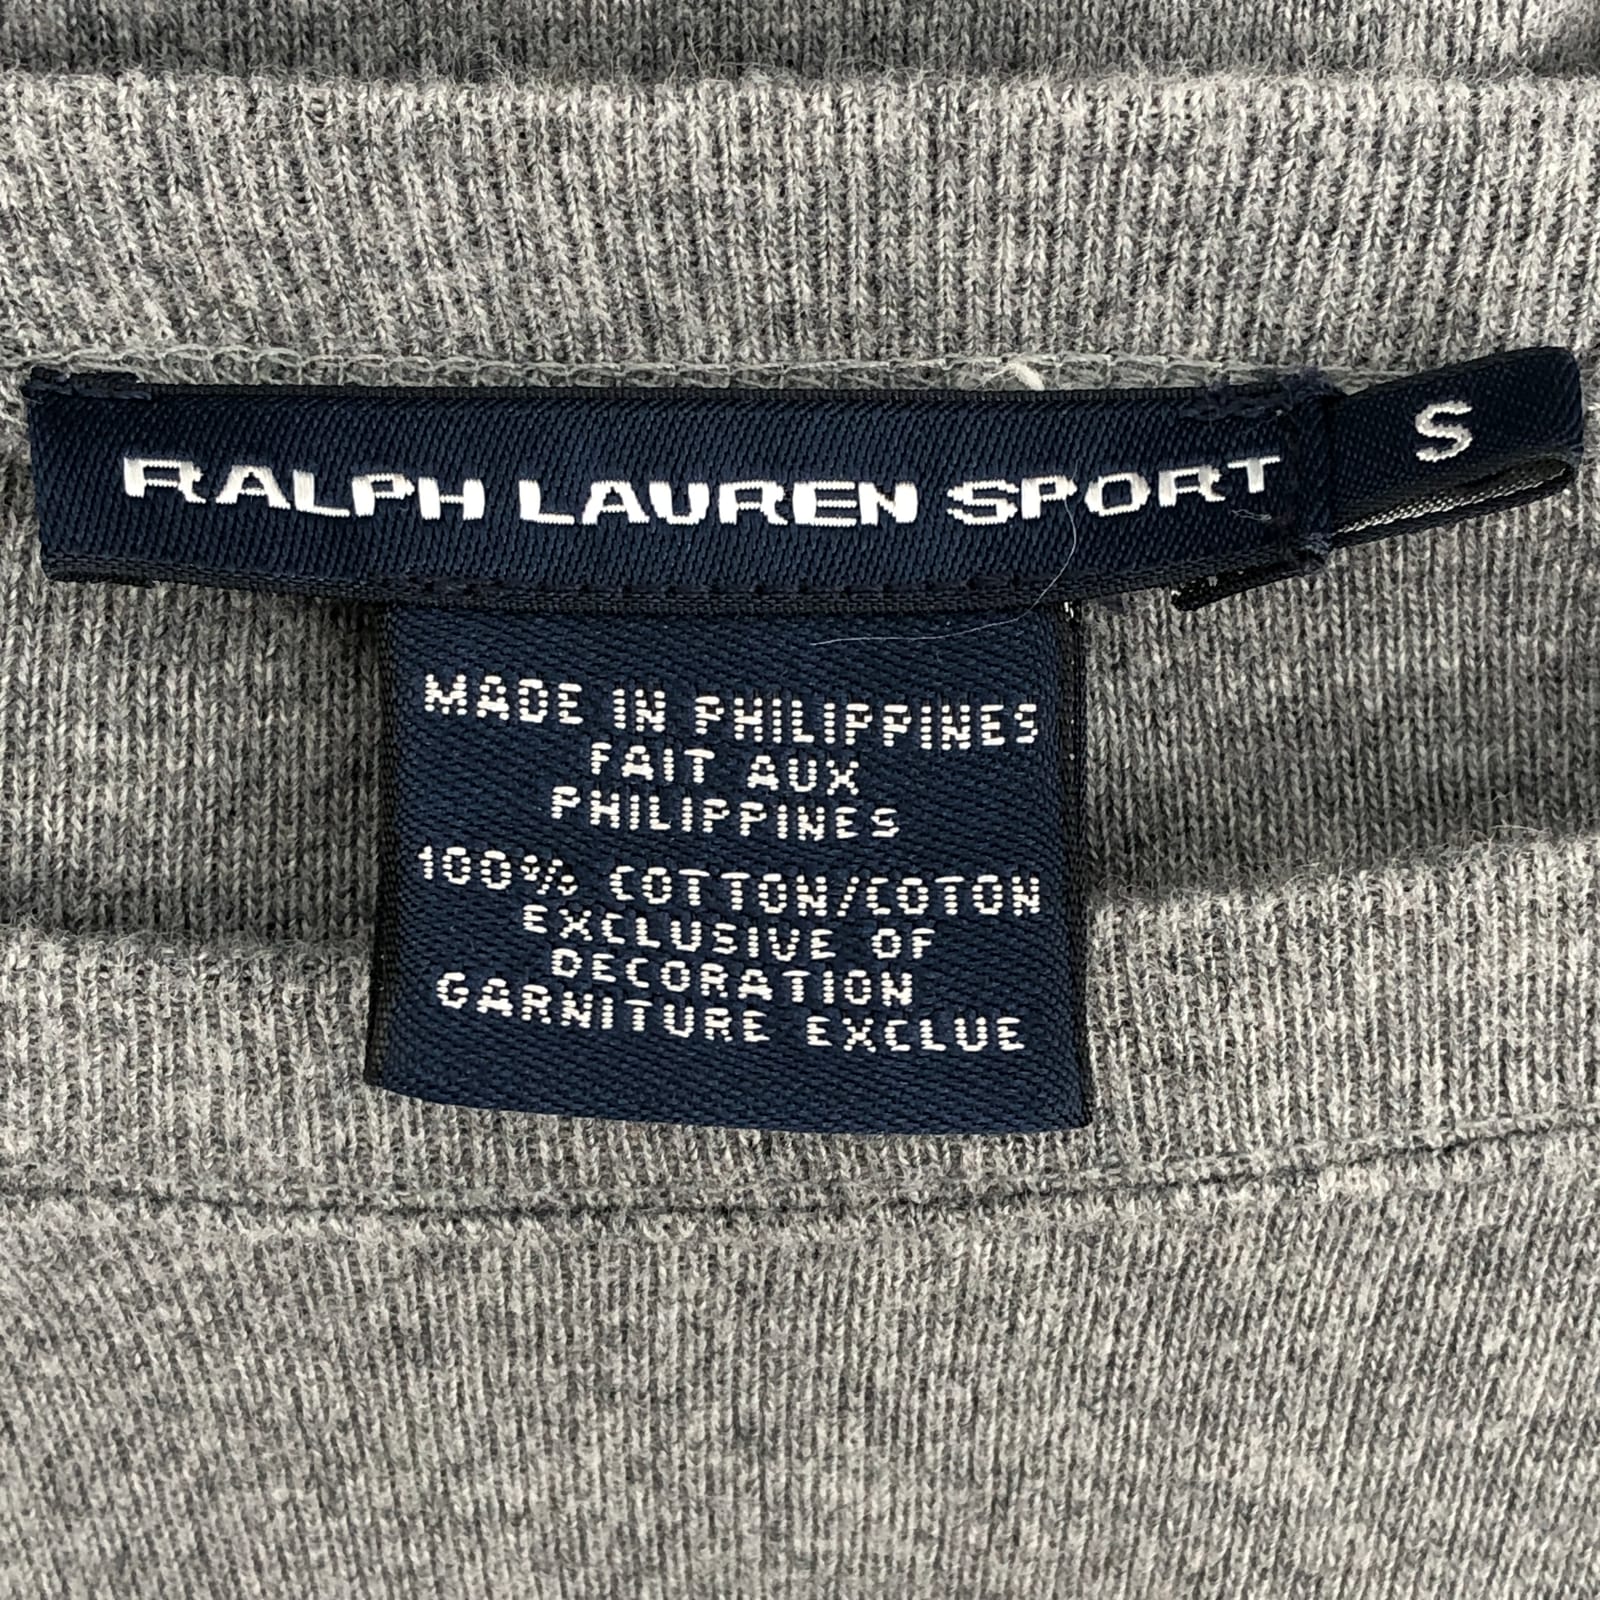 RALPH LAUREN SPORT
S
MADE IN PHILIPPINES
FAIT AUX
PHILIPPINES
100% COTTON/COTON
EXCLUSIVE OF
DECORATION
GARNITURE EXCLUE